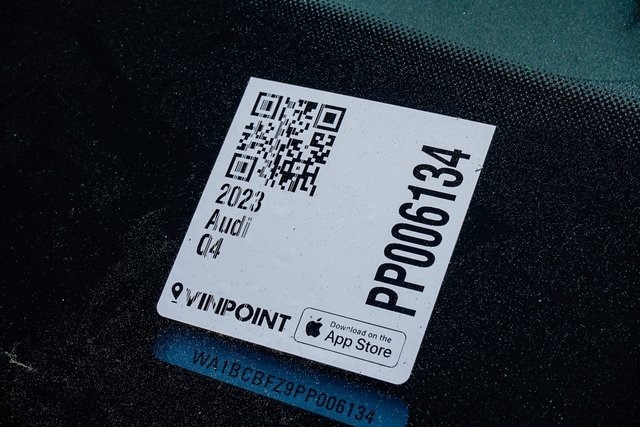 2023
Audi
Q4
PP006134
VINPOINT
Download on the
App Store
WA1BCBFZ9PP006134